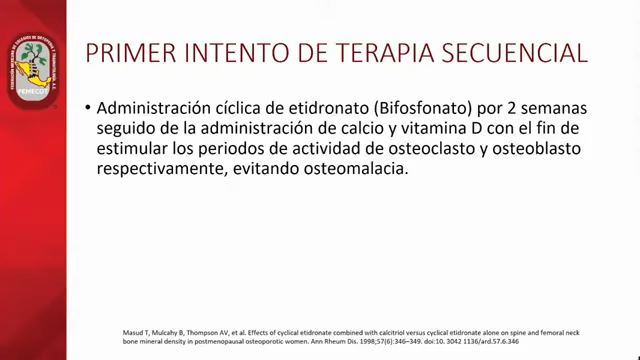 PRIMER INTENTO DE TERAPIA SECUENCIAL
• Administración cíclica de etidronato (Bifosfonato) por 2 semanas
seguido de la administración de calcio y vitamina D con el fin de
estimular los periodos de actividad de osteoclasto y osteoblasto
respectivamente, evitando osteomalacia.
FEMECOT
Masud T, Mulcahy B, Thompson AV, et al. Effects of cyclical etidronate combined with calcitriol versus cyclical etidronate alone on spine and femoral neck
bone mineral density in postmenopausal osteoporotic women. Ann Rheum Dis. 1998;57(6):346–349. doi:10. 3042 1136/ard.57.6.346